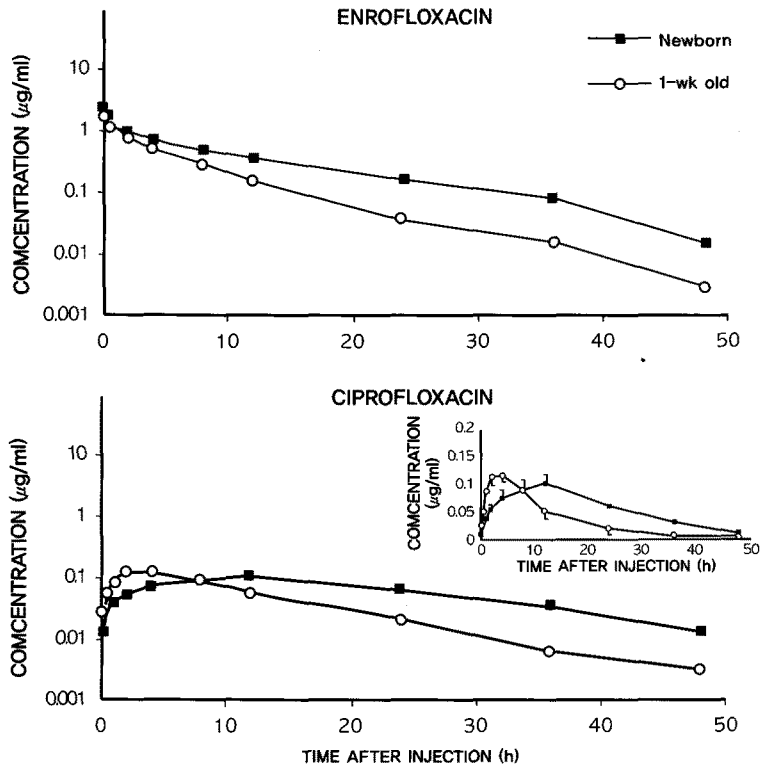 ENROFLOXACIN
Newborn
1-wk old
COMCENTRATION (µg/ml)
10
1
0.1
0.01
0.001
0 10 20 30 40 50
CIPROFLOXACIN
COMCENTRATION (µg/ml)
10
1
0.1
0.01
0.001
0 10 20 30 40 50
TIME AFTER INJECTION (h)
COMCENTRATION
(µg/ml)
0.2
0.15
0.1
0.05
0
0 10 20 30 40 50
TIME AFTER INJECTION (h)